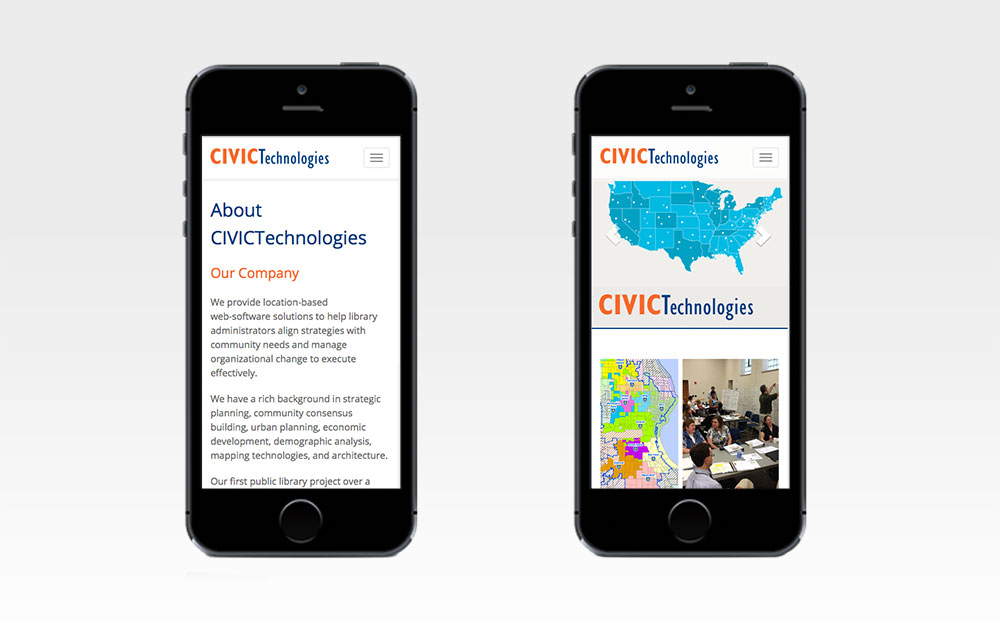 CIVICTechnologies
About
CIVICTechnologies
Our Company
We provide location-based
web-software solutions to help library
administrators align strategies with
community needs and manage
organizational change to execute
effectively.
We have a rich background in strategic
planning, community consensus
building, urban planning, economic
development, demographic analysis,
mapping technologies, and architecture.
Our first public library project over a
CIVICTechnologies
CIVICTechnologies